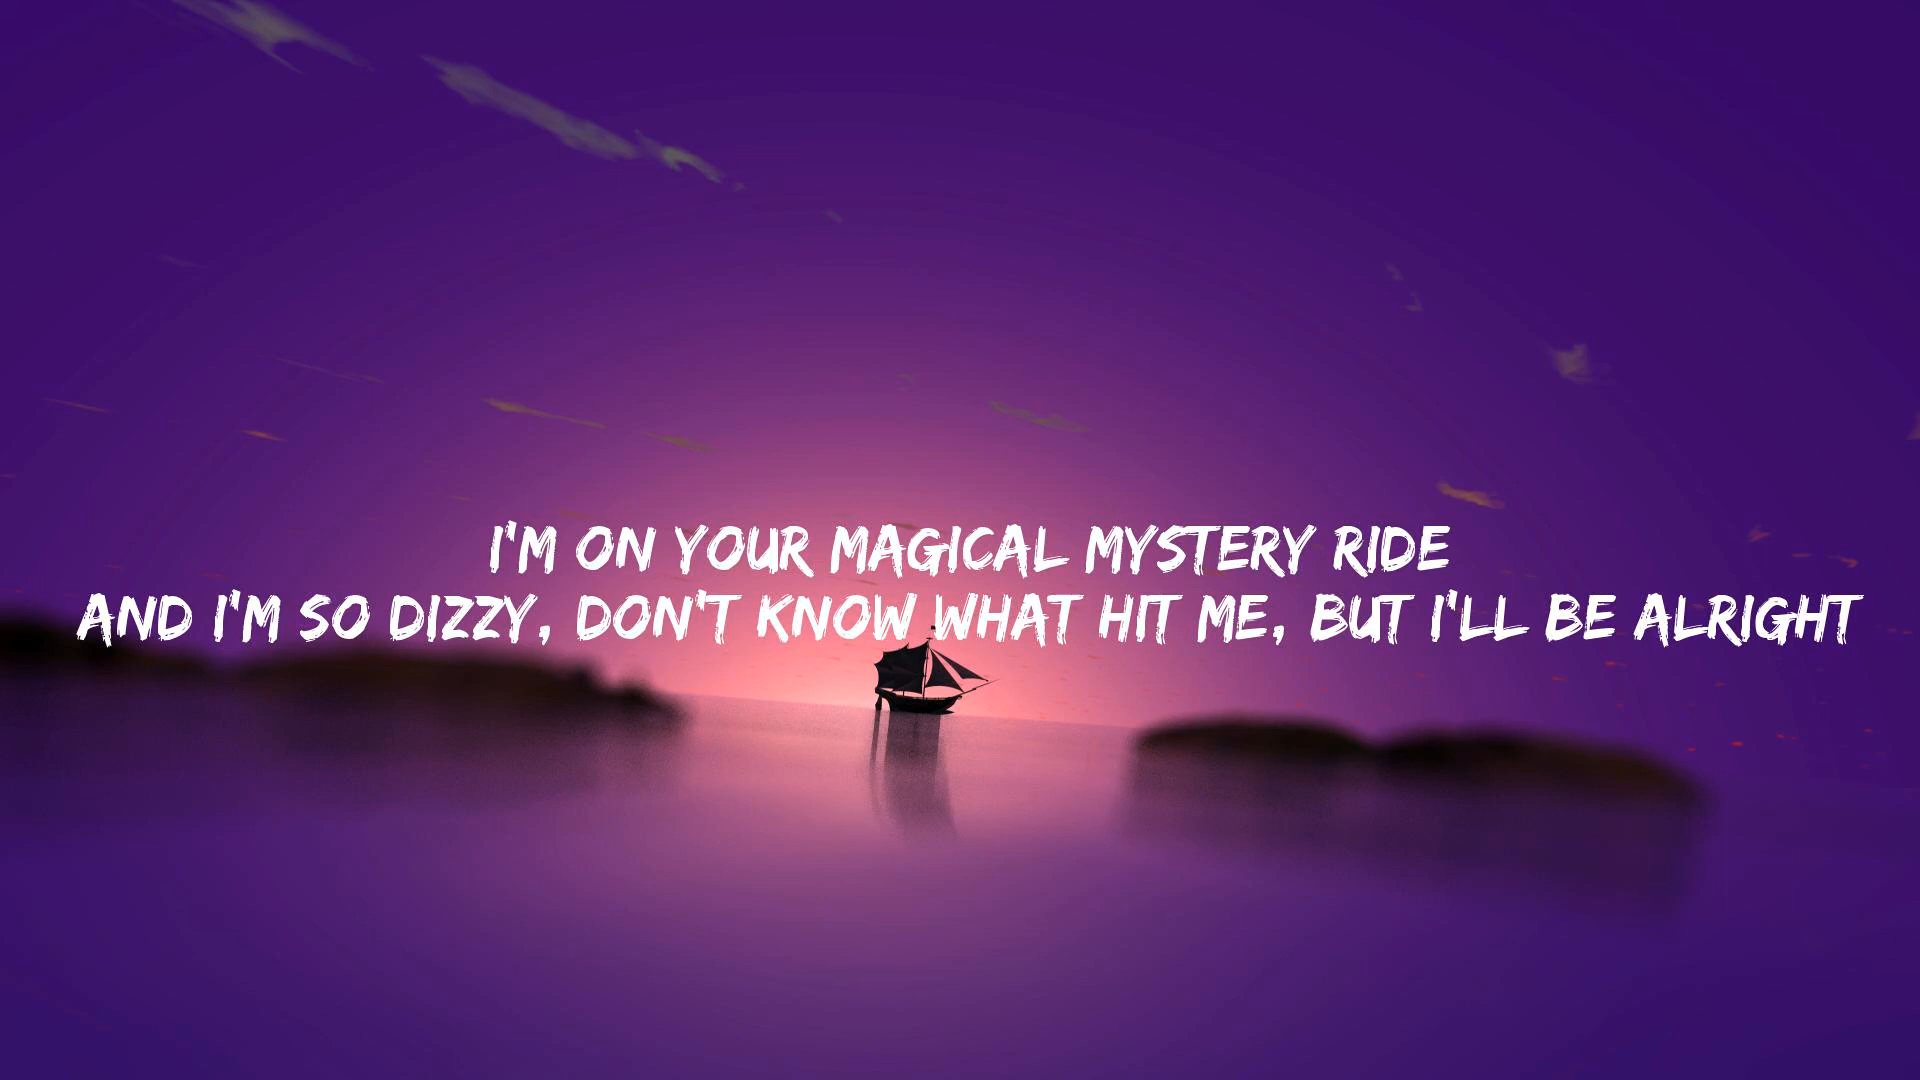 I'M ON YOUR MAGICAL MYSTERY RIDE
AND I'M SO DIZZY, DON'T KNOW WHAT HIT ME, BUT I'LL BE ALRIGHT